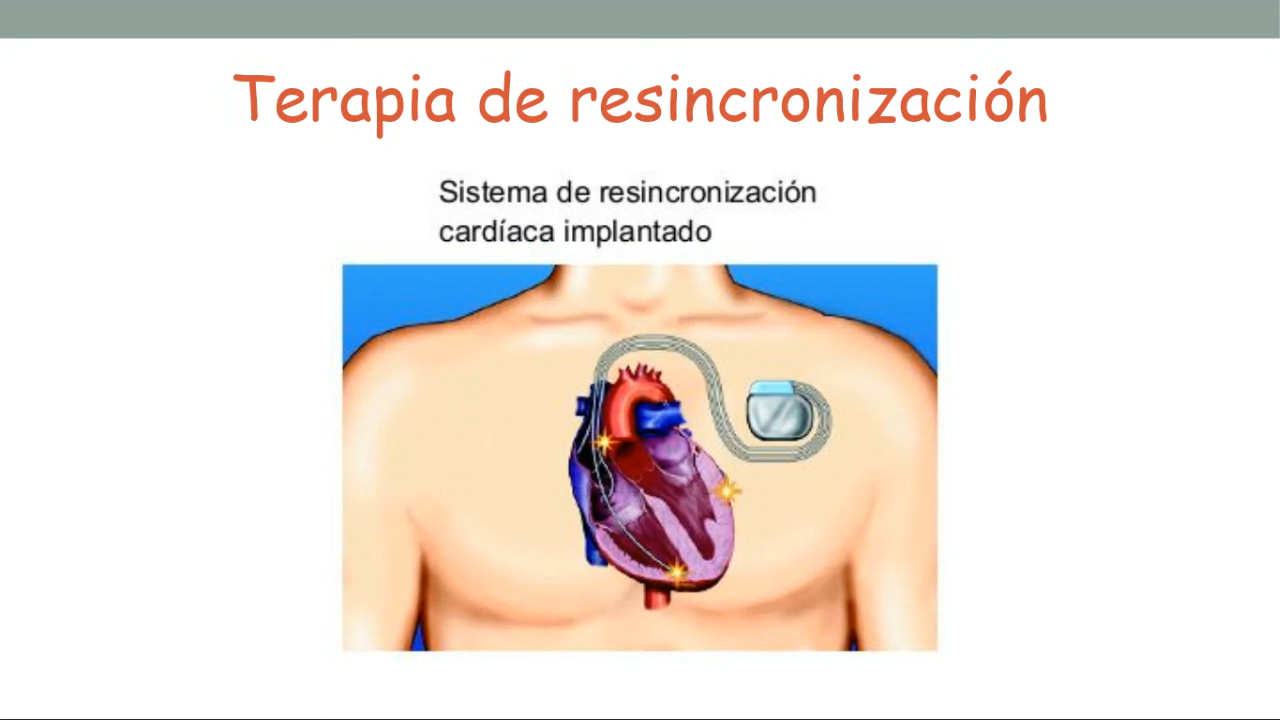 Terapia de resincronización
Sistema de resincronización
cardíaca implantado